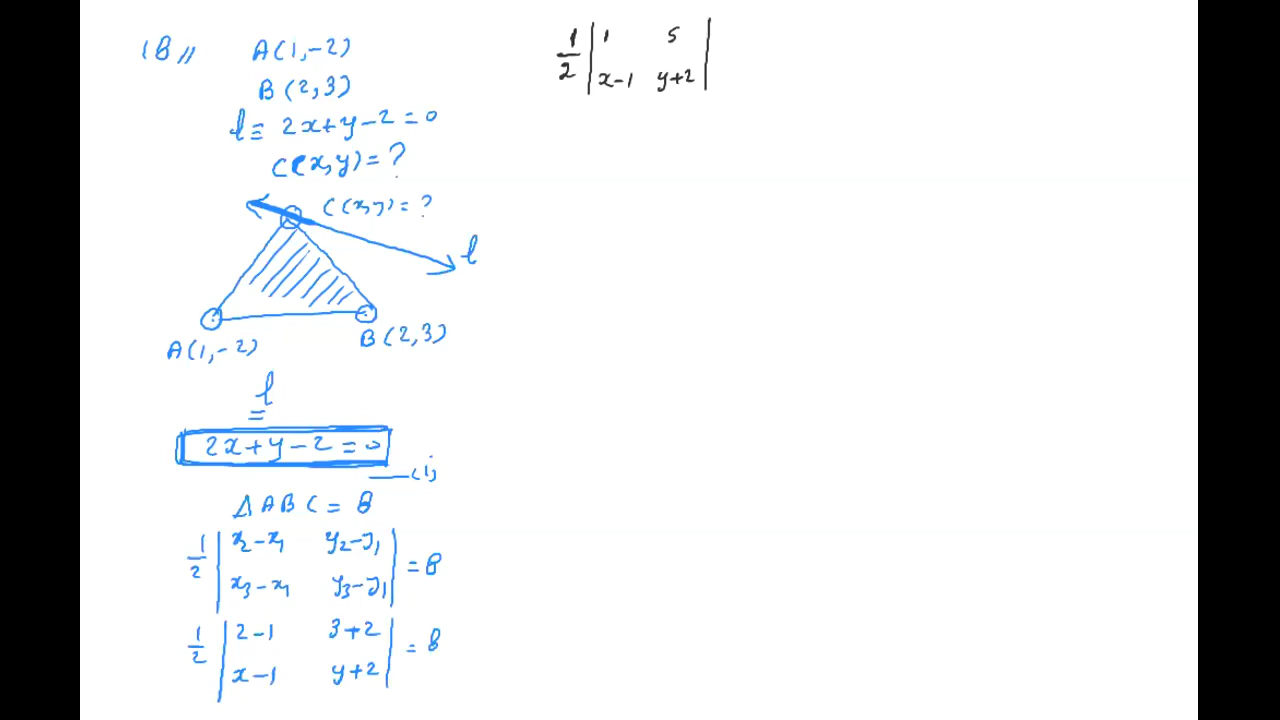 18//
A(1,-2)
B(2,3)
l≡ 2x+y-2=0
C(x,y)=?
C(x,y)=?
l
A(1,-2)
B(2,3)
l
=
2x+y-2=0
—(i)
Δ ABC = 8
1/2 | x₂-x₁ y₂-y₁ |
| x₃-x₁ y₃-y₁ | = 8
1/2 | 2-1 3+2 |
| x-1 y+2 | = 8
1/2 | 1 5 |
| x-1 y+2 |